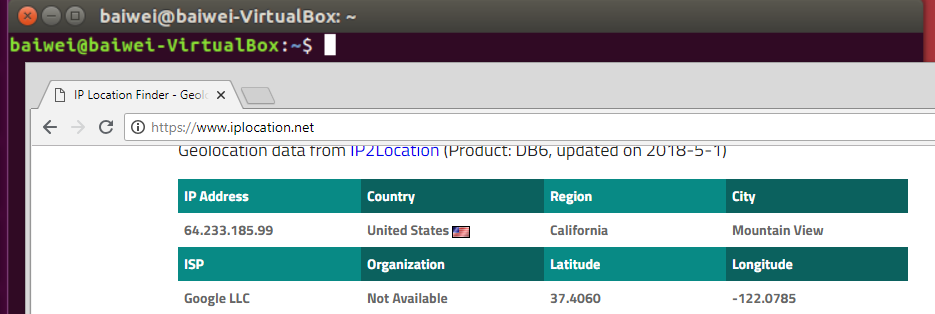 baiwei@baiwei-VirtualBox: ~
baiwei@baiwei-VirtualBox:~$
IP Location Finder - Geolo
https://www.iplocation.net
Geolocation data from IP2Location (Product: DB6, updated on 2018-5-1)
IP Address Country Region City
64.233.185.99 United States California Mountain View
ISP Organization Latitude Longitude
Google LLC Not Available 37.4060 -122.0785